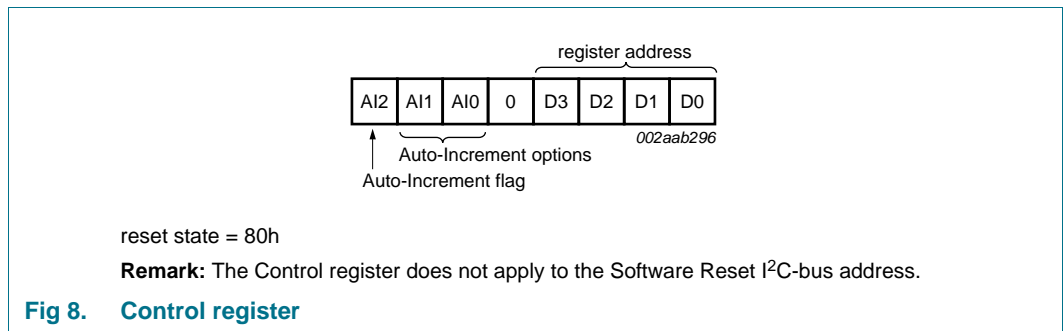 register address
AI2 AI1 AI0 0 D3 D2 D1 D0
002aab296
Auto-Increment options
Auto-Increment flag
reset state = 80h
Remark: The Control register does not apply to the Software Reset I²C-bus address.
Fig 8. Control register